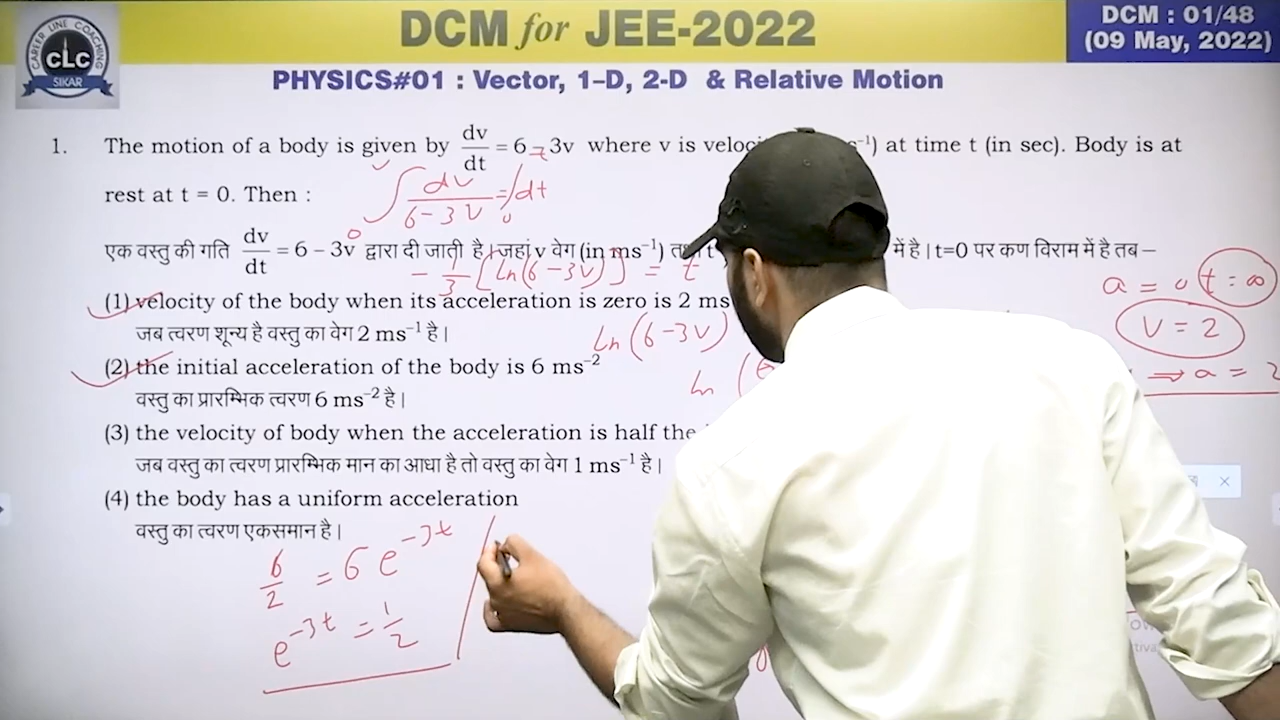 CAREER LINE COACHING
CLC
SIKAR
DCM for JEE-2022
DCM : 01/48
(09 May, 2022)
PHYSICS#01 : Vector, 1–D, 2-D & Relative Motion
1. The motion of a body is given by dv/dt = 6 – 3v where v is at time t (in sec). Body is at
rest at t = 0. Then :
∫ dv/(6-3v) = ∫ dt
0
0
एक वस्तु की गति dv/dt = 6 – 3v द्वारा दी जाती है। जहां v वेग (in ms⁻¹) में है। t=0 पर कण विराम में है तब –
- 1/3 [ln(6-3v)] = t
a = 0 t = ∞
(1) velocity of the body when its acceleration is zero is 2 ms
ln (6-3v)
v = 2
जब त्वरण शून्य है वस्तु का वेग 2 ms⁻¹ है।
(2) the initial acceleration of the body is 6 ms⁻²
ln
⇒ a = 2
वस्तु का प्रारम्भिक त्वरण 6 ms⁻² है।
(3) the velocity of body when the acceleration is half the
जब वस्तु का त्वरण प्रारम्भिक मान का आधा है तो वस्तु का वेग 1 ms⁻¹ है।
(4) the body has a uniform acceleration
वस्तु का त्वरण एकसमान है।
6/2 = 6 e^-3t
e^-3t = 1/2